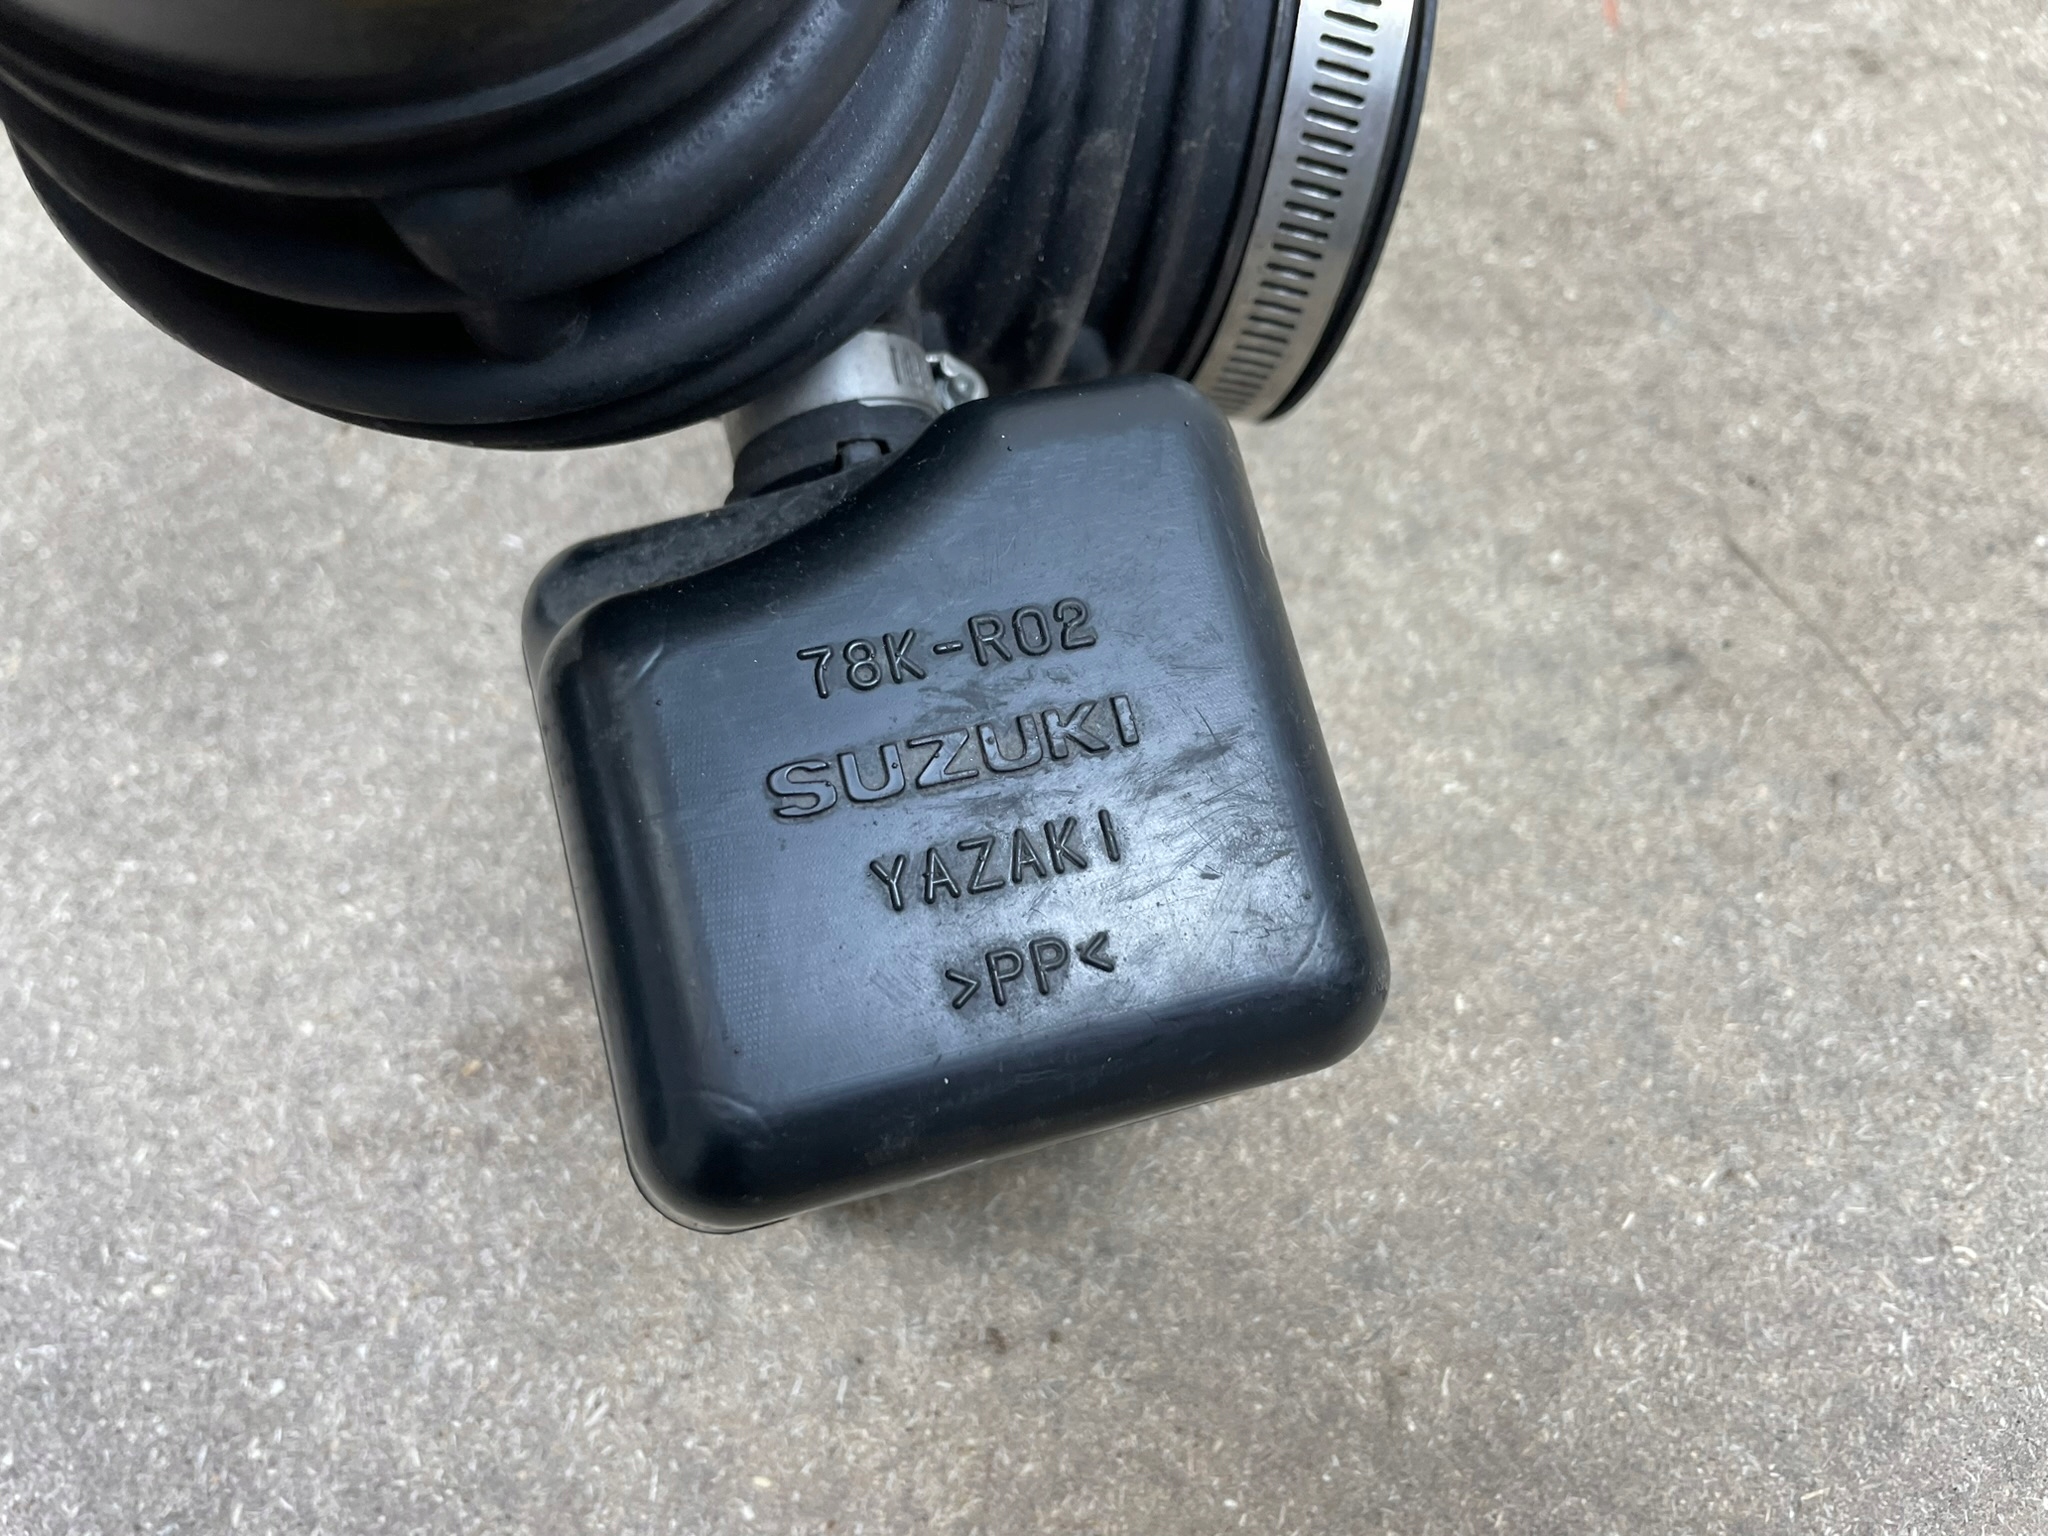 78K-R02
SUZUKI
YAZAKI
>PP<